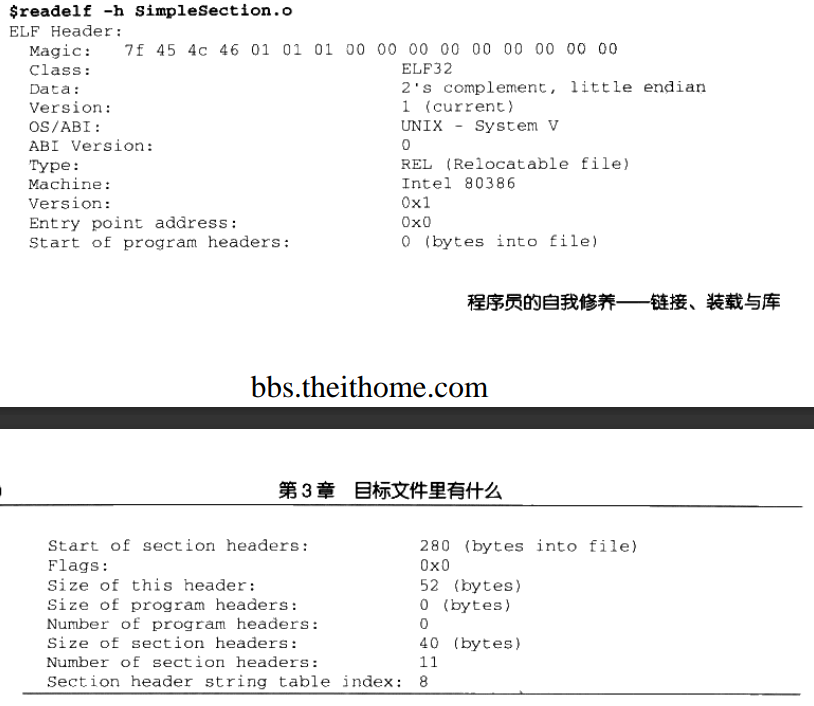 $readelf -h SimpleSection.o
ELF Header:
Magic: 7f 45 4c 46 01 01 01 00 00 00 00 00 00 00 00 00
Class: ELF32
Data: 2's complement, little endian
Version: 1 (current)
OS/ABI: UNIX - System V
ABI Version: 0
Type: REL (Relocatable file)
Machine: Intel 80386
Version: 0x1
Entry point address: 0x0
Start of program headers: 0 (bytes into file)
程序员的自我修养——链接、装载与库
bbs.theithome.com
第3章 目标文件里有什么
Start of section headers: 280 (bytes into file)
Flags: 0x0
Size of this header: 52 (bytes)
Size of program headers: 0 (bytes)
Number of program headers: 0
Size of section headers: 40 (bytes)
Number of section headers: 11
Section header string table index: 8